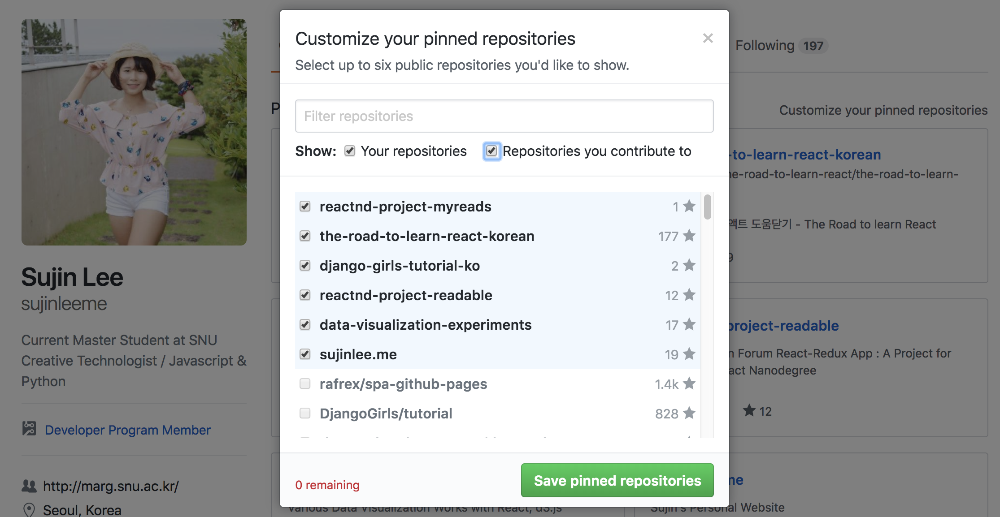 Customize your pinned repositories
Select up to six public repositories you'd like to show.
Filter repositories
Show: Your repositories Repositories you contribute to
reactnd-project-myreads 1
the-road-to-learn-react-korean 177
django-girls-tutorial-ko 2
reactnd-project-readable 12
data-visualization-experiments 17
sujinlee.me 19
rafrex/spa-github-pages 1.4k
DjangoGirls/tutorial 828
0 remaining
Save pinned repositories
Sujin Lee
sujinleeme
Current Master Student at SNU
Creative Technologist / Javascript &
Python
Developer Program Member
http://marg.snu.ac.kr/
Seoul, Korea
Following 197
Customize your pinned repositories
-to-learn-react-korean
e-road-to-learn-react/the-road-to-learn-
액트 도움닫기 - The Road to learn React
9
project-readable
n Forum React-Redux App : A Project for
act Nanodegree
12
me
Various Data Visualization Works with React, d3.js
Sujin's Personal Website